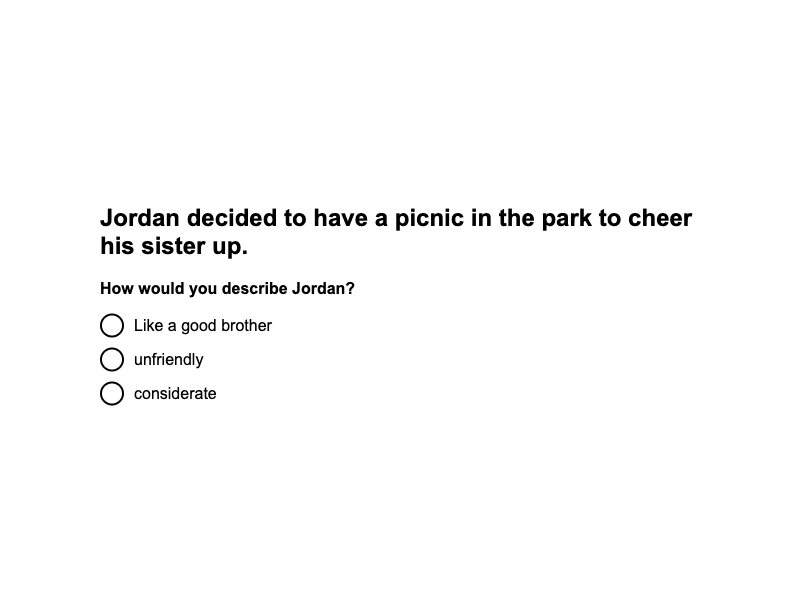 Jordan decided to have a picnic in the park to cheer
his sister up.
How would you describe Jordan?
Like a good brother
unfriendly
considerate